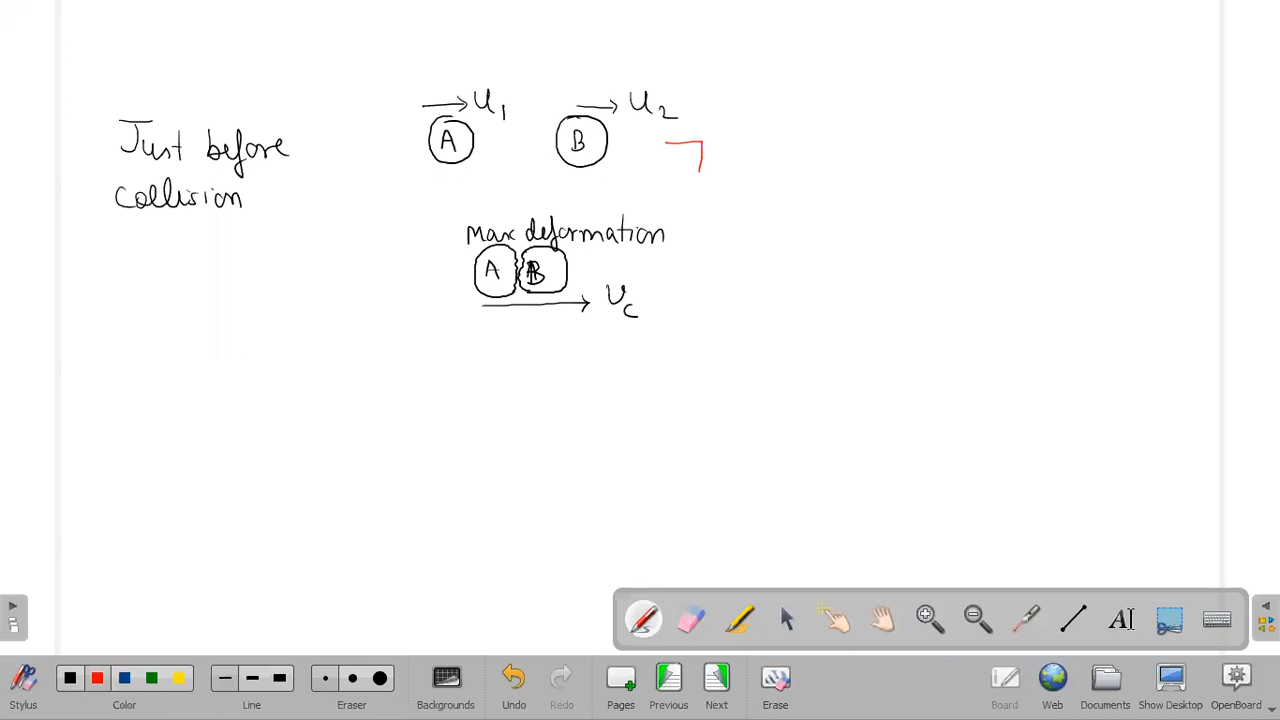 u1 u2
A B
Just before
collision
Max deformation
A B
vc
A
Stylus Color Line Eraser Backgrounds Undo Redo Pages Previous Next Erase Board Web Documents Show Desktop OpenBoard